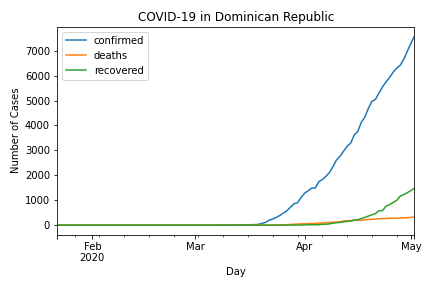 COVID-19 in Dominican Republic
confirmed
deaths
recovered
Number of Cases
7000
6000
5000
4000
3000
2000
1000
0
Feb
2020
Mar
Apr
May
Day